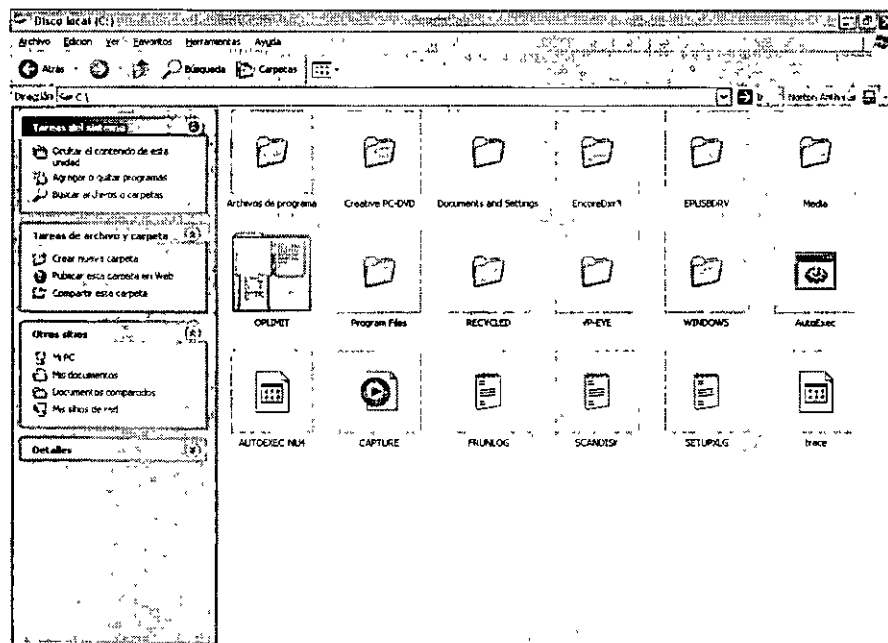 Disco local (C:)
Archivo Edicion Ver Favoritos Herramientas Ayuda
Atrás Búsqueda Carpetas
Dirección C:\ Norton AntiVirus
Tareas del sistema
Ocultar el contenido de esta
unidad
Agregar o quitar programas
Buscar archivos o carpetas
Tareas de archivo y carpeta
Crear nueva carpeta
Publicar esta carpeta en Web
Compartir esta carpeta
Otros sitios
Mi PC
Mis documentos
Documentos compartidos
Mis sitios de red
Detalles
Archivos de programa Creative PC-DVD Documents and Settings EPUSBDRV Media
OPLIMIT Program Files RECYCLED VP-EYE WINDOWS AutoExec
AUTOEXEC NU4 CAPTURE FRUNLOG SCANDISK SETUPXLG trace